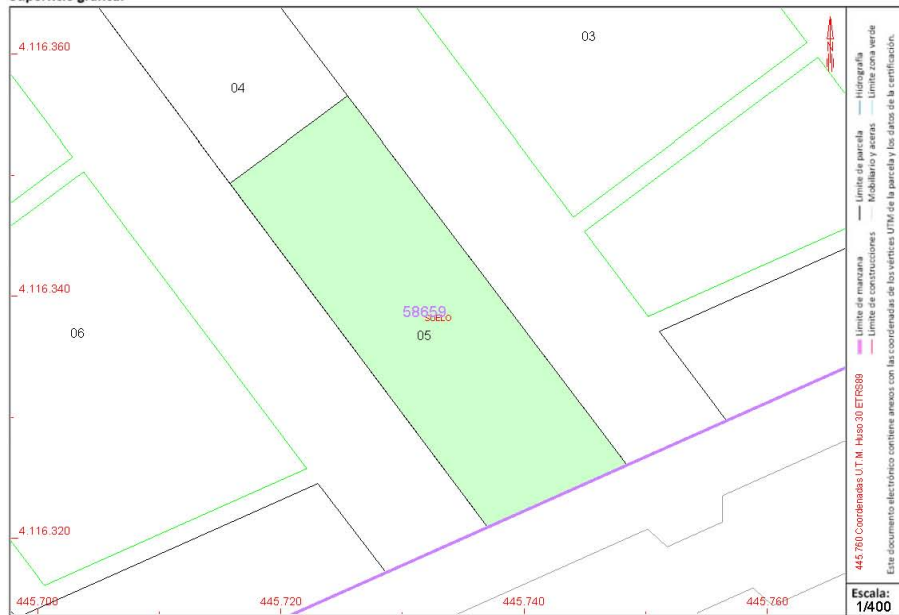 4.116.360
03
04
4.116.340
58659
SUELO
05
06
4.116.320
445.700
445.720
445.740
445.760
N
445.760 Coordenadas U.T.M. Huso 30 ETRS89
Límite de manzana
Límite de parcela
Hidrografía
Límite de construcciones
Mobiliario y aceras
Límite zona verde
Este documento electrónico contiene anexos con las coordenadas de los vértices UTM de la parcela y los datos de la certificación.
Escala:
1/400